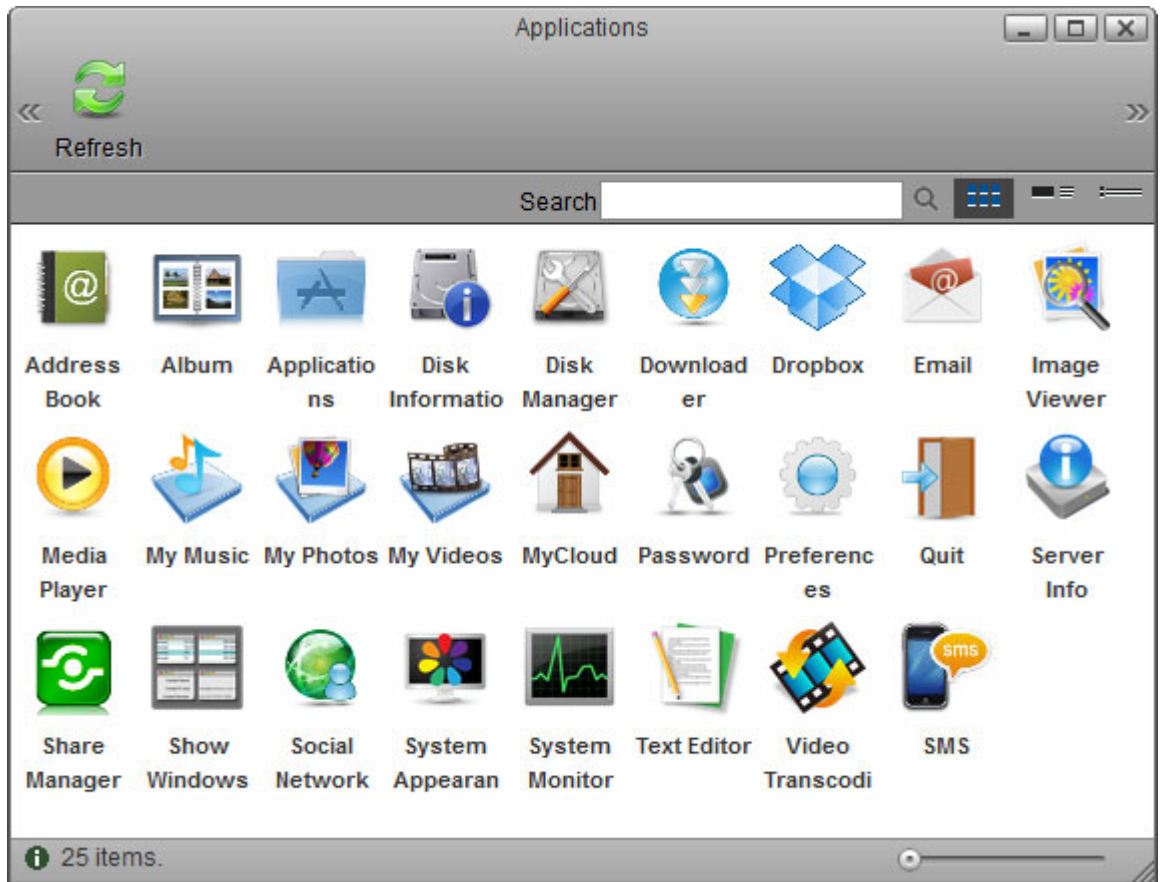 Applications
Refresh
Search
Address Album Applicatio Disk Disk Download Dropbox Email Image
Book ns Informatio Manager er Viewer
Media My Music My Photos My Videos MyCloud Password Preferenc Quit Server
Player es Info
sms
Share Show Social System System Text Editor Video SMS
Manager Windows Network Appearan Monitor Transcodi
25 items.